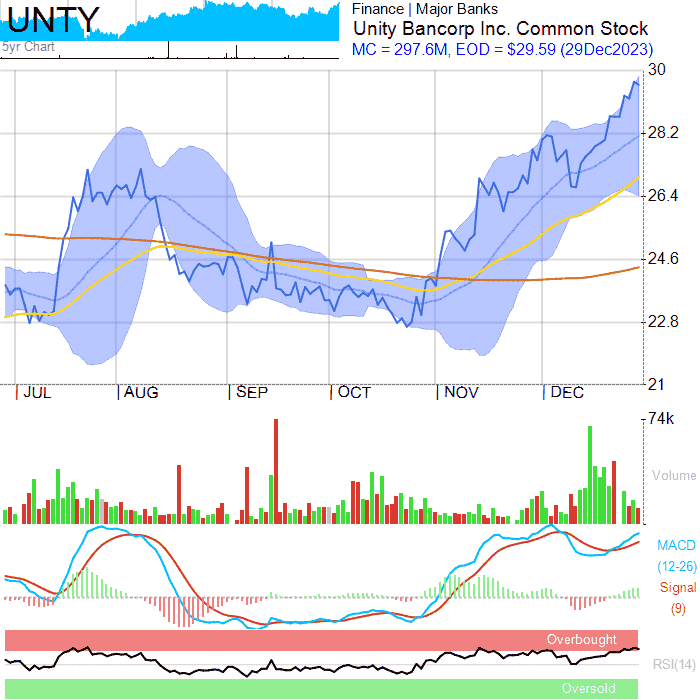 UNTY
5yr Chart
Finance | Major Banks
Unity Bancorp Inc. Common Stock
MC = 297.6M, EOD = $29.59 (29Dec2023)
30
28.2
26.4
24.6
22.8
21
JUL AUG SEP OCT NOV DEC
74k
Volume
MACD
(12-26)
Signal
(9)
Overbought
RSI(14)
Oversold